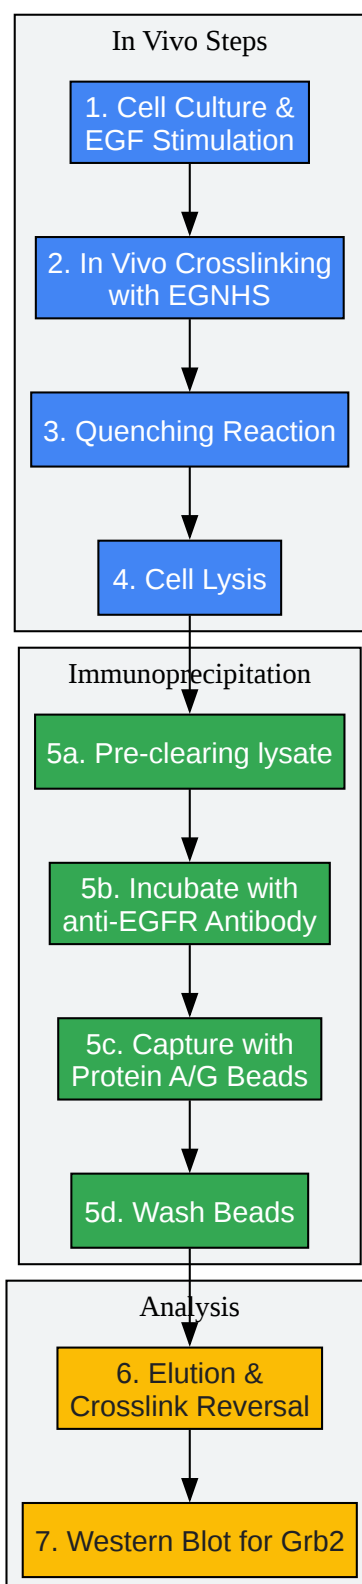 In Vivo Steps
1. Cell Culture &
EGF Stimulation
2. In Vivo Crosslinking
with EGNHS
3. Quenching Reaction
4. Cell Lysis
Immunoprecipitation
5a. Pre-clearing lysate
5b. Incubate with
anti-EGFR Antibody
5c. Capture with
Protein A/G Beads
5d. Wash Beads
Analysis
6. Elution &
Crosslink Reversal
7. Western Blot for Grb2